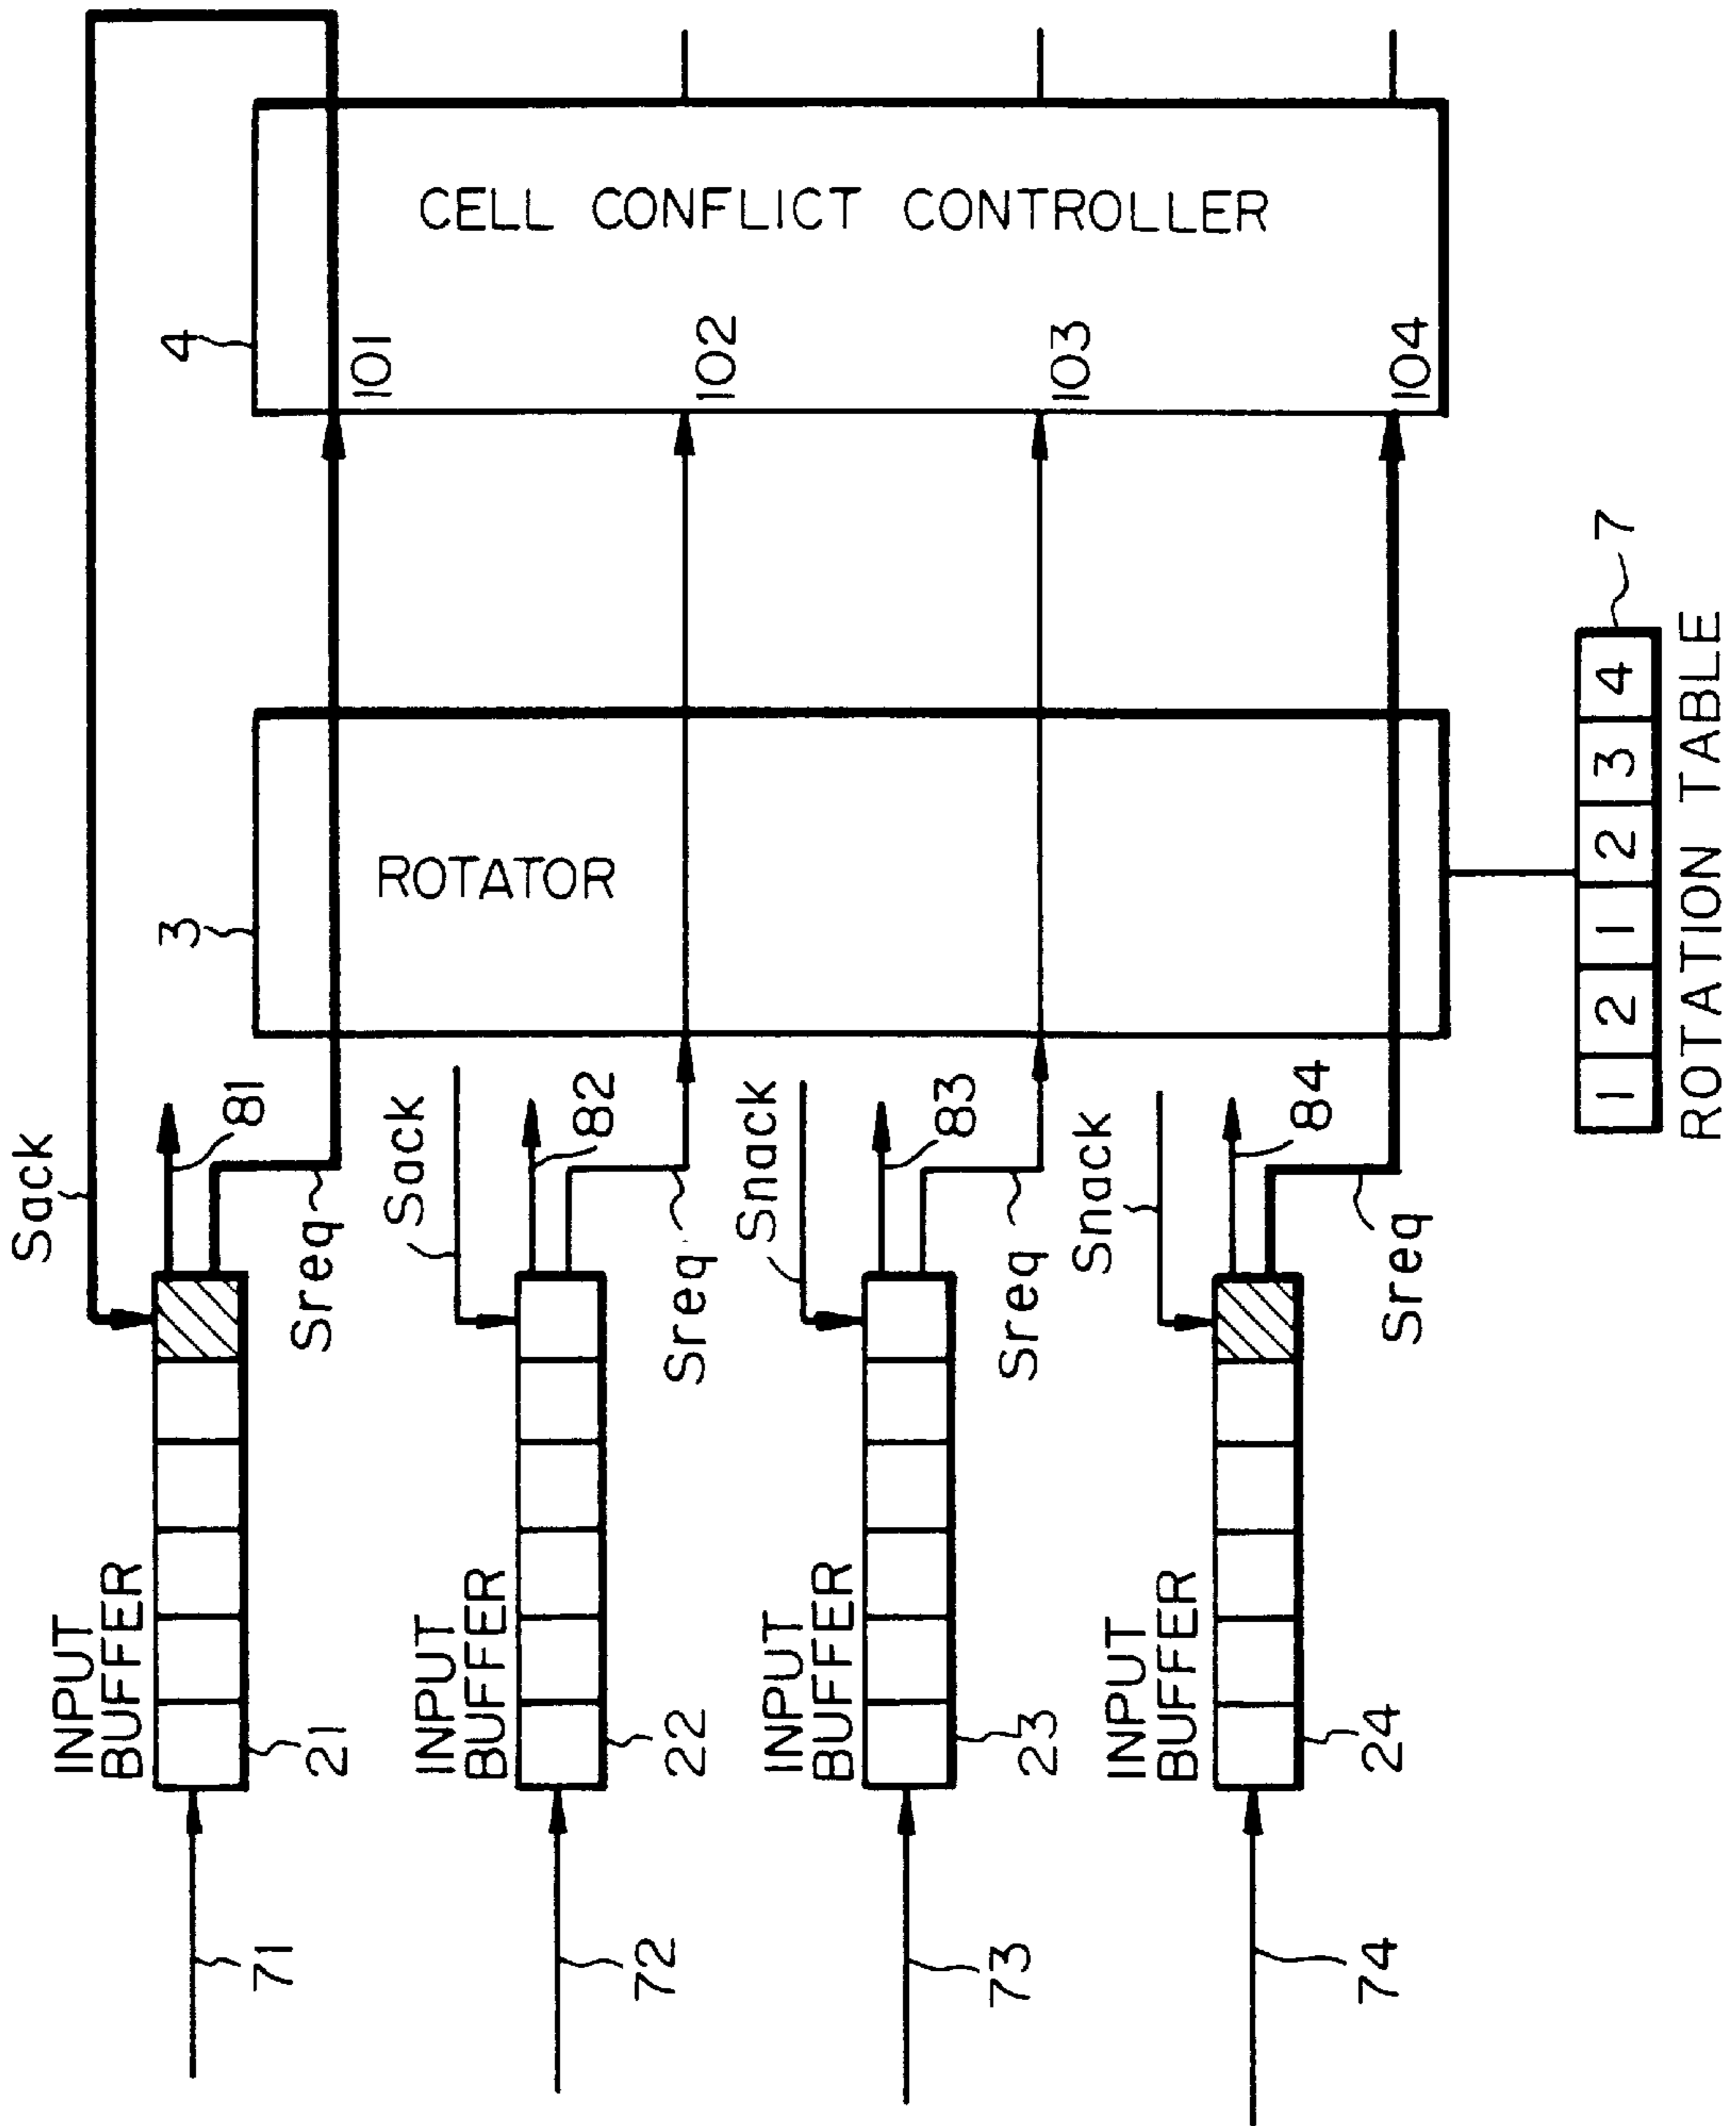 Sack
INPUT
BUFFER
21
71
81
Sreq
3
ROTATOR
4
CELL CONFLICT CONTROLLER
101
102
103
104
Sack
INPUT
BUFFER
22
72
82
Sreq
Snack
INPUT
BUFFER
23
73
83
Sreq
Snack
INPUT
BUFFER
24
74
84
Sreq
1 2 1 2 3 4
7
ROTATION TABLE